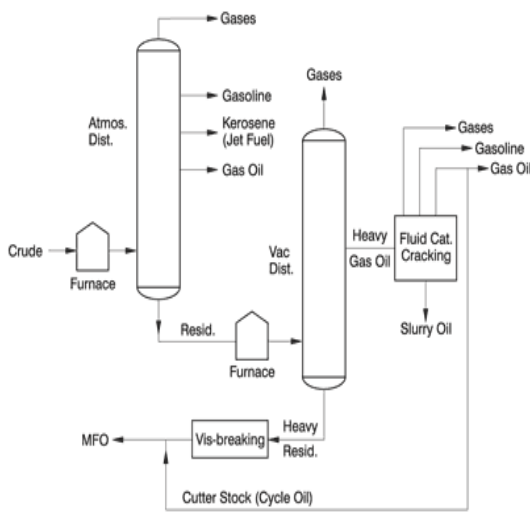 Gases
Atmos.
Dist.
Gasoline
Kerosene
(Jet Fuel)
Gas Oil
Crude
Furnace
Resid.
Furnace
Gases
Vac
Dist.
Heavy
Gas Oil
Fluid Cat.
Cracking
Gases
Gasoline
Gas Oil
Slurry Oil
Heavy
Resid.
Vis-breaking
MFO
Cutter Stock (Cycle Oil)